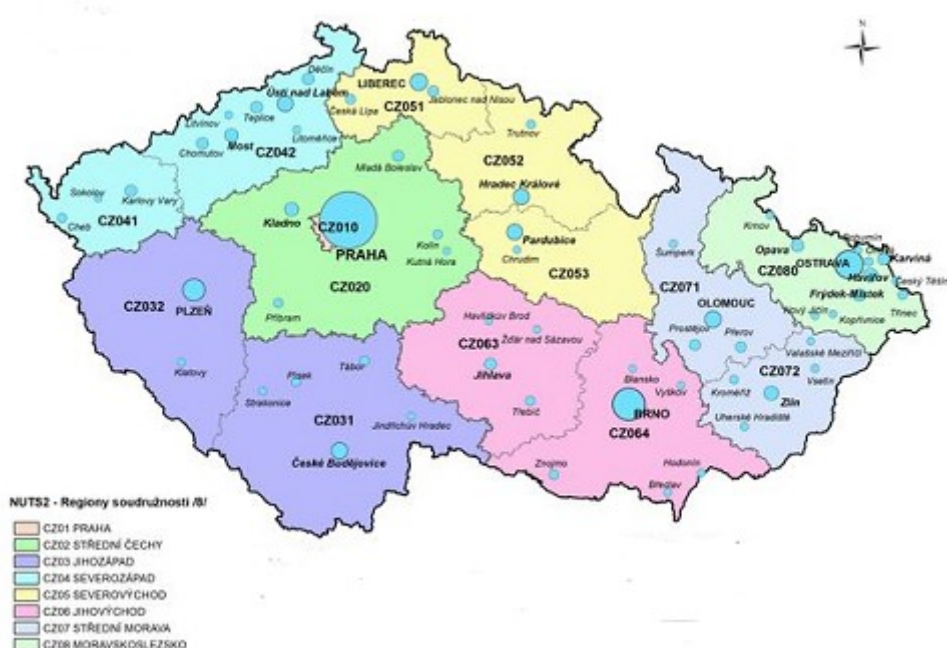 N
Děčín
LIBEREC
Ústí nad Labem
Česká Lípa
Jablonec nad Nisou
CZ051
Litvínov
Teplice
Most
Litoměřice
Trutnov
Chomutov
CZ042
CZ052
Mladá Boleslav
Sokolov
Karlovy Vary
Hradec Králové
CZ041
Cheb
Kladno
CZ010
Pardubice
Krnov
Kolín
Chrudim
PRAHA
Kutná Hora
Šumperk
Opava
OSTRAVA
Karviná
Havířov
CZ053
CZ080
Český Těšín
CZ020
CZ071
Frýdek-Místek
CZ032
PLZEŇ
Příbram
Havlíčkův Brod
OLOMOUC
Nový Jičín
Kopřivnice
Třinec
CZ063
Žďár nad Sázavou
Prostějov
Přerov
Valašské Meziříčí
Klatovy
Tábor
Jihlava
Blansko
CZ072
Vsetín
Písek
Vyškov
Kroměříž
Strakonice
Třebíč
BRNO
Zlín
CZ031
Jindřichův Hradec
CZ064
Uherské Hradiště
České Budějovice
Znojmo
Hodonín
Břeclav
NUTS2 - Regiony soudružnosti /8/
CZ01 PRAHA
CZ02 STŘEDNÍ ČECHY
CZ03 JIHOZÁPAD
CZ04 SEVEROZÁPAD
CZ05 SEVEROVÝCHOD
CZ06 JIHOVÝCHOD
CZ07 STŘEDNÍ MORAVA
CZ08 MORAVSKOSLEZSKO